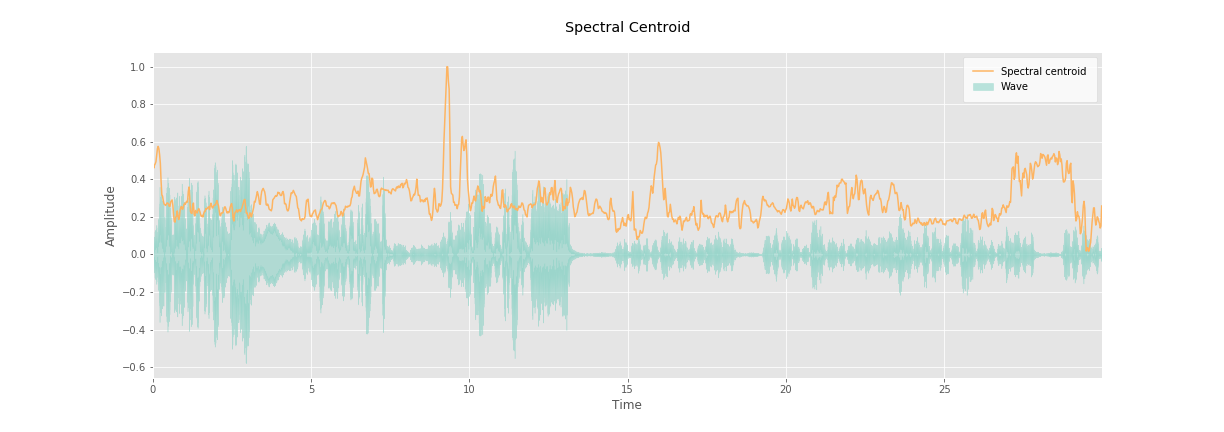 Spectral Centroid
Spectral centroid
Wave
1.0
0.8
0.6
0.4
0.2
0.0
−0.2
−0.4
−0.6
Amplitude
0 5 10 15 20 25
Time